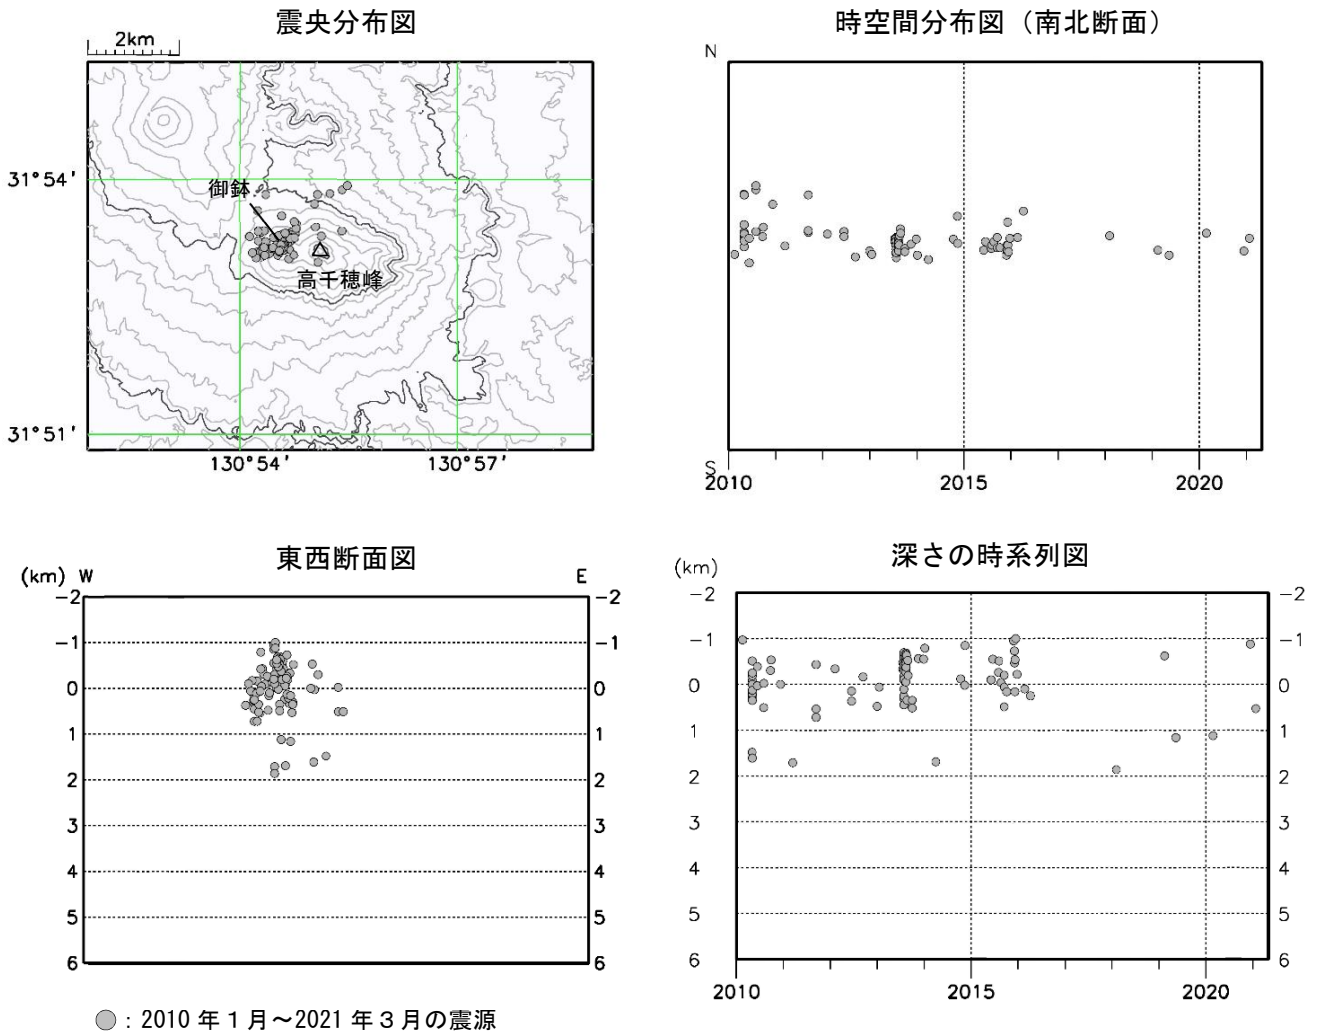 震央分布図
2km
31°54′
御鉢
高千穂峰
31°51′
130°54′ 130°57′
時空間分布図（南北断面）
N
S
2010 2015 2020
東西断面図
(km) W E
-2 -2
-1 -1
0 0
1 1
2 2
3 3
4 4
5 5
6 6
深さの時系列図
(km)
-2 -2
-1 -1
0 0
1 1
2 2
3 3
4 4
5 5
6 6
2010 2015 2020
：2010 年１月～2021 年３月の震源